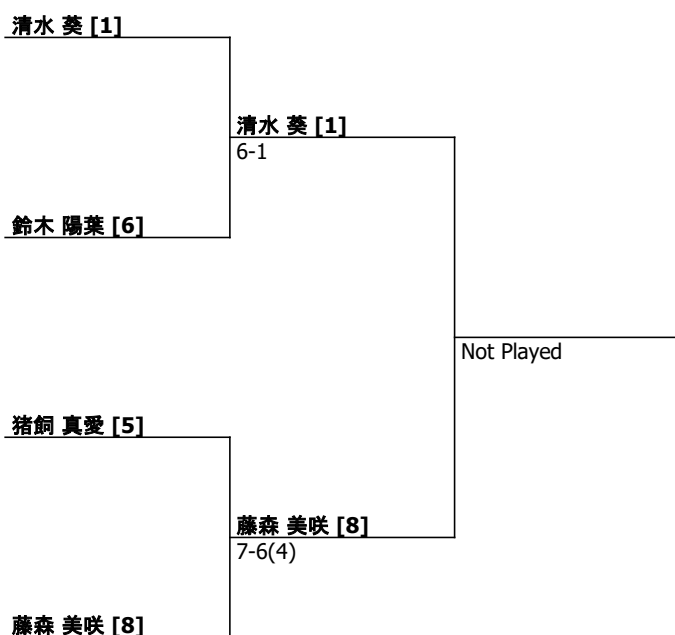 清水 葵 [1]
清水 葵 [1]
6-1
鈴木 陽葉 [6]
Not Played
猪飼 真愛 [5]
藤森 美咲 [8]
7-6(4)
藤森 美咲 [8]